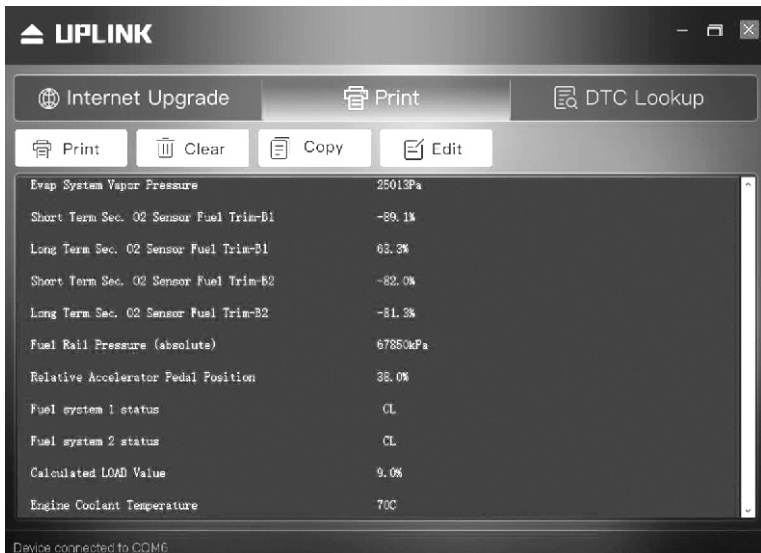 UPLINK
Internet Upgrade
Print
DTC Lookup
Print
Clear
Copy
Edit
Evap System Vapor Pressure 25013Pa
Short Term Sec. O2 Sensor Fuel Trim-B1 -89.1%
Long Term Sec. O2 Sensor Fuel Trim-B1 63.3%
Short Term Sec. O2 Sensor Fuel Trim-B2 -82.0%
Long Term Sec. O2 Sensor Fuel Trim-B2 -81.3%
Fuel Rail Pressure (absolute) 67850kPa
Relative Accelerator Pedal Position 38.0%
Fuel system 1 status CL
Fuel system 2 status CL
Calculated LOAD Value 9.0%
Engine Coolant Temperature 70C
Device connected to COM6